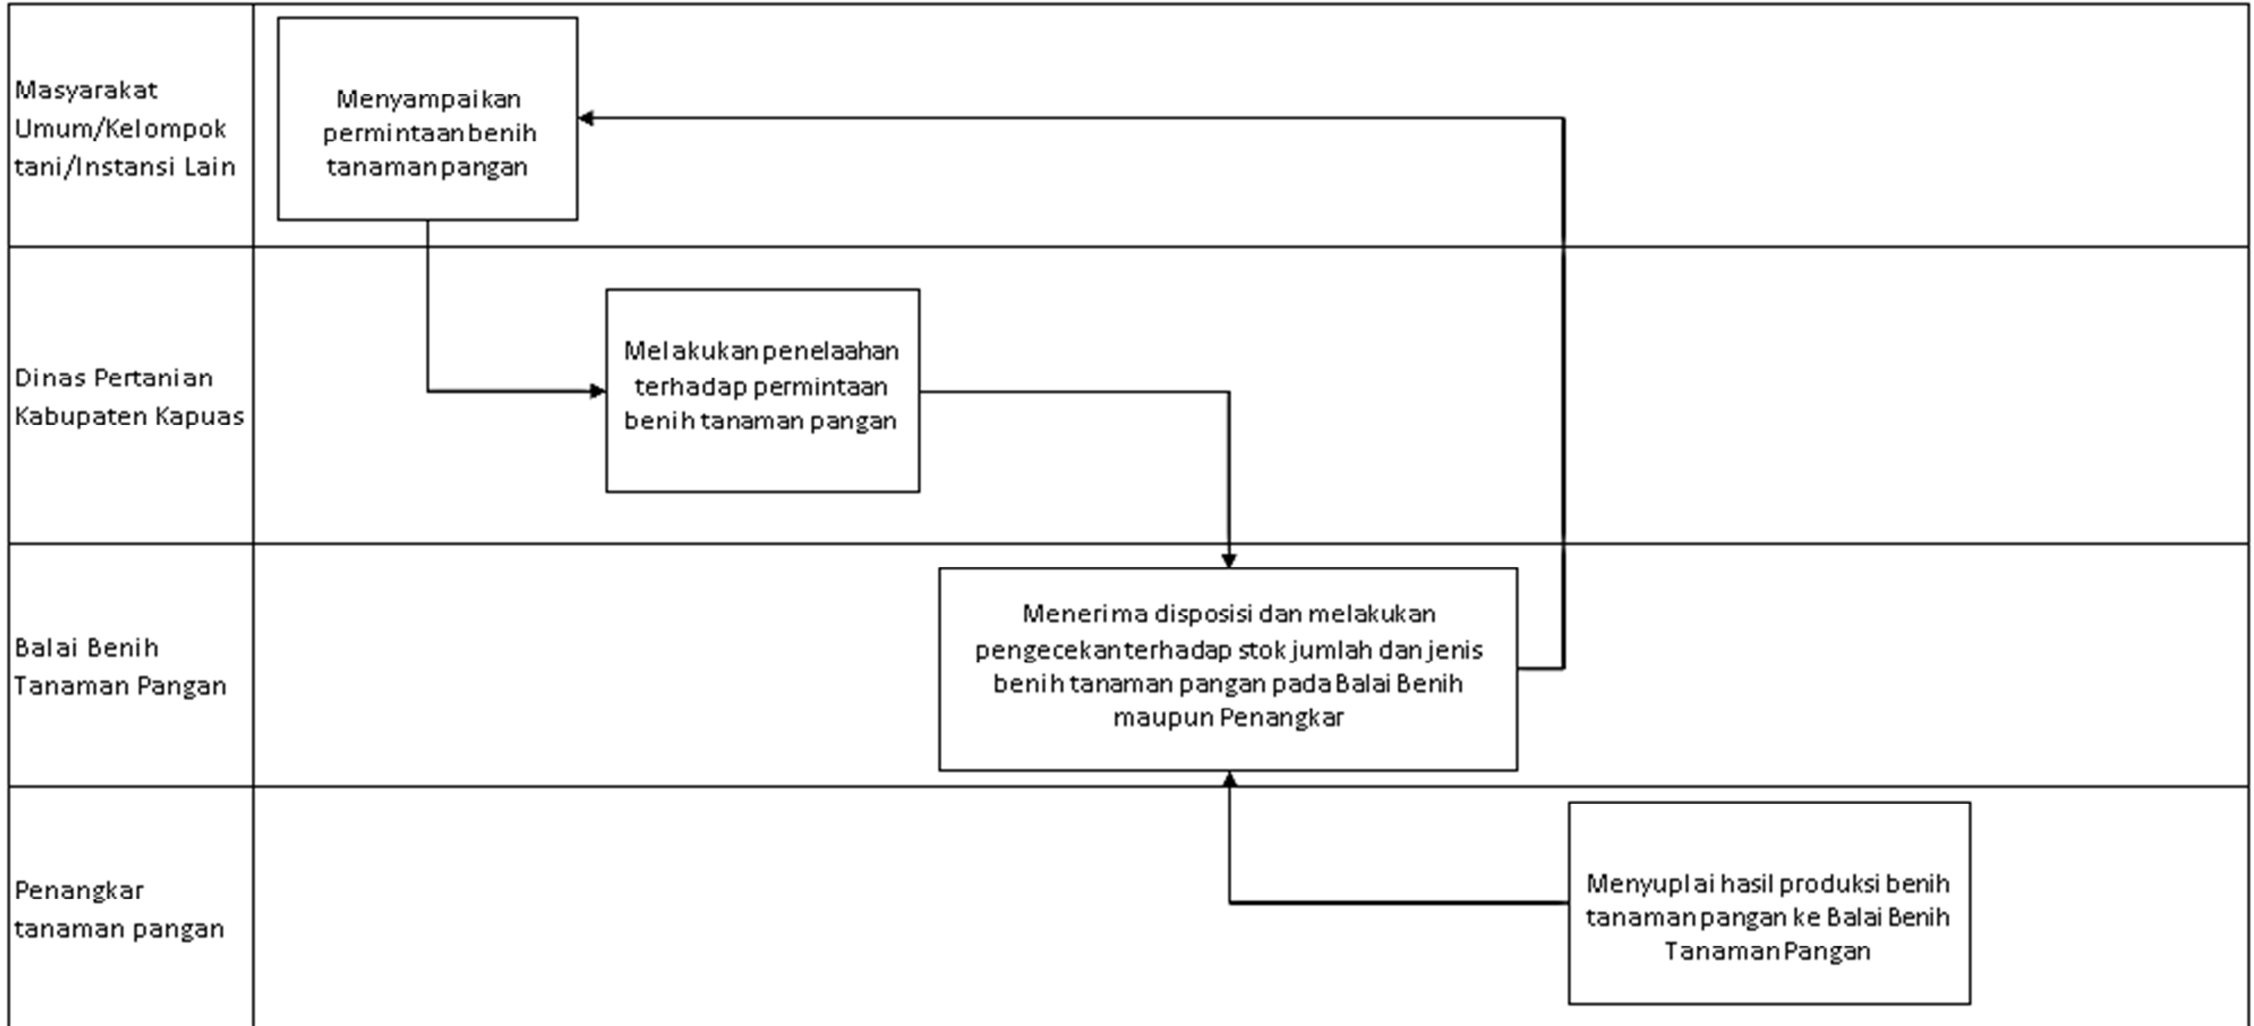 Masyarakat
Umum/Kelompok
tani/Instansi Lain
Menyampaikan
permintaan benih
tanaman pangan
Dinas Pertanian
Kabupaten Kapuas
Melakukan penelaahan
terhadap permintaan
benih tanaman pangan
Balai Benih
Tanaman Pangan
Menerima disposisi dan melakukan
pengecekan terhadap stok jumlah dan jenis
benih tanaman pangan pada Balai Benih
maupun Penangkar
Penangkar
tanaman pangan
Menyuplai hasil produksi benih
tanaman pangan ke Balai Benih
Tanaman Pangan